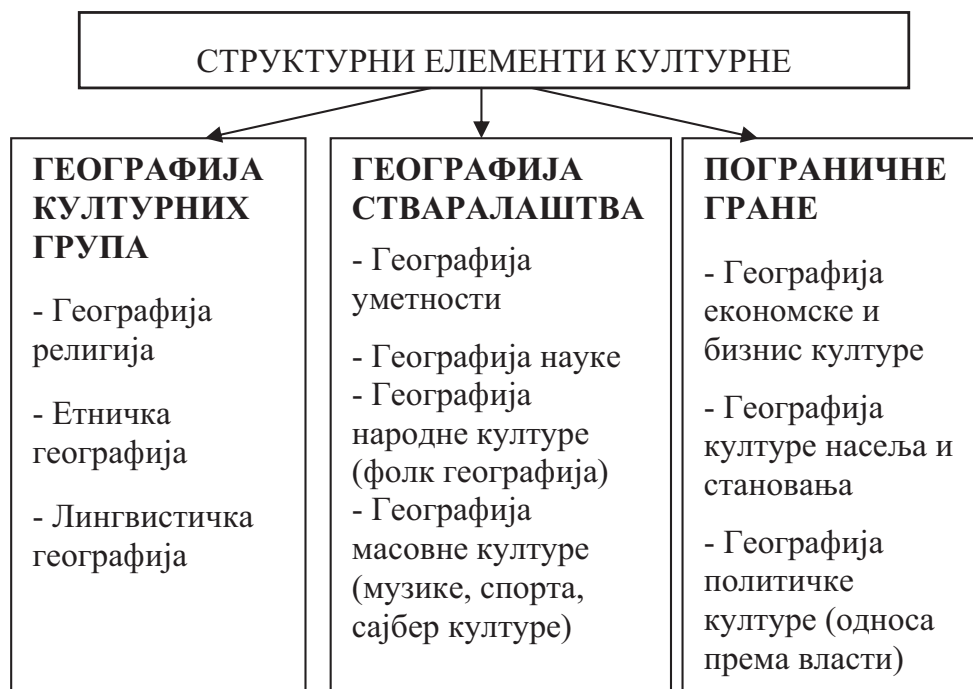 СТРУКТУРНИ ЕЛЕМЕНТИ КУЛТУРНЕ
ГЕОГРАФИЈА
КУЛТУРНИХ
ГРУПА
- Географија
религија
- Етничка
географија
- Лингвистичка
географија
ГЕОГРАФИЈА
СТВАРАЛАШТВА
- Географија
уметности
- Географија науке
- Географија
народне културе
(фолк географија)
- Географија
масовне културе
(музике, спорта,
сајбер културе)
ПОГРАНИЧНЕ
ГРАНЕ
- Географија
економске и
бизнис културе
- Географија
културе насеља и
становања
- Географија
политичке
културе (односа
према власти)